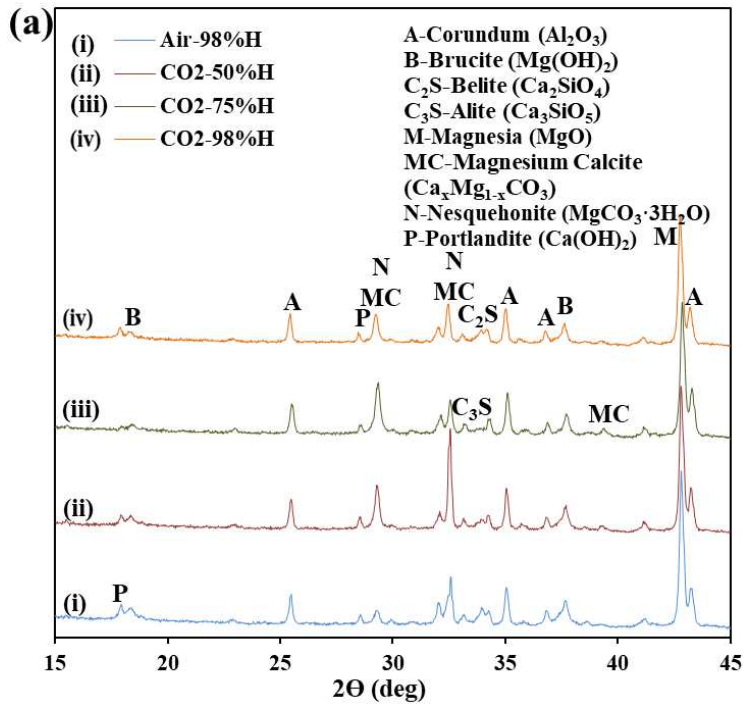 (a)
(i) Air-98%H
(ii) CO2-50%H
(iii) CO2-75%H
(iv) CO2-98%H
A-Corundum (Al₂O₃)
B-Brucite (Mg(OH)₂)
C₂S-Belite (Ca₂SiO₄)
C₃S-Alite (Ca₃SiO₅)
M-Magnesia (MgO)
MC-Magnesium Calcite
(CaₓMg₁₋ₓCO₃)
N-Nesquehonite (MgCO₃·3H₂O)
P-Portlandite (Ca(OH)₂)
M
N N
MC MC
(iv) B A P C₂S A A B A
(iii) C₃S MC
(ii)
P
(i)
15 20 25 30 35 40 45
2Θ (deg)